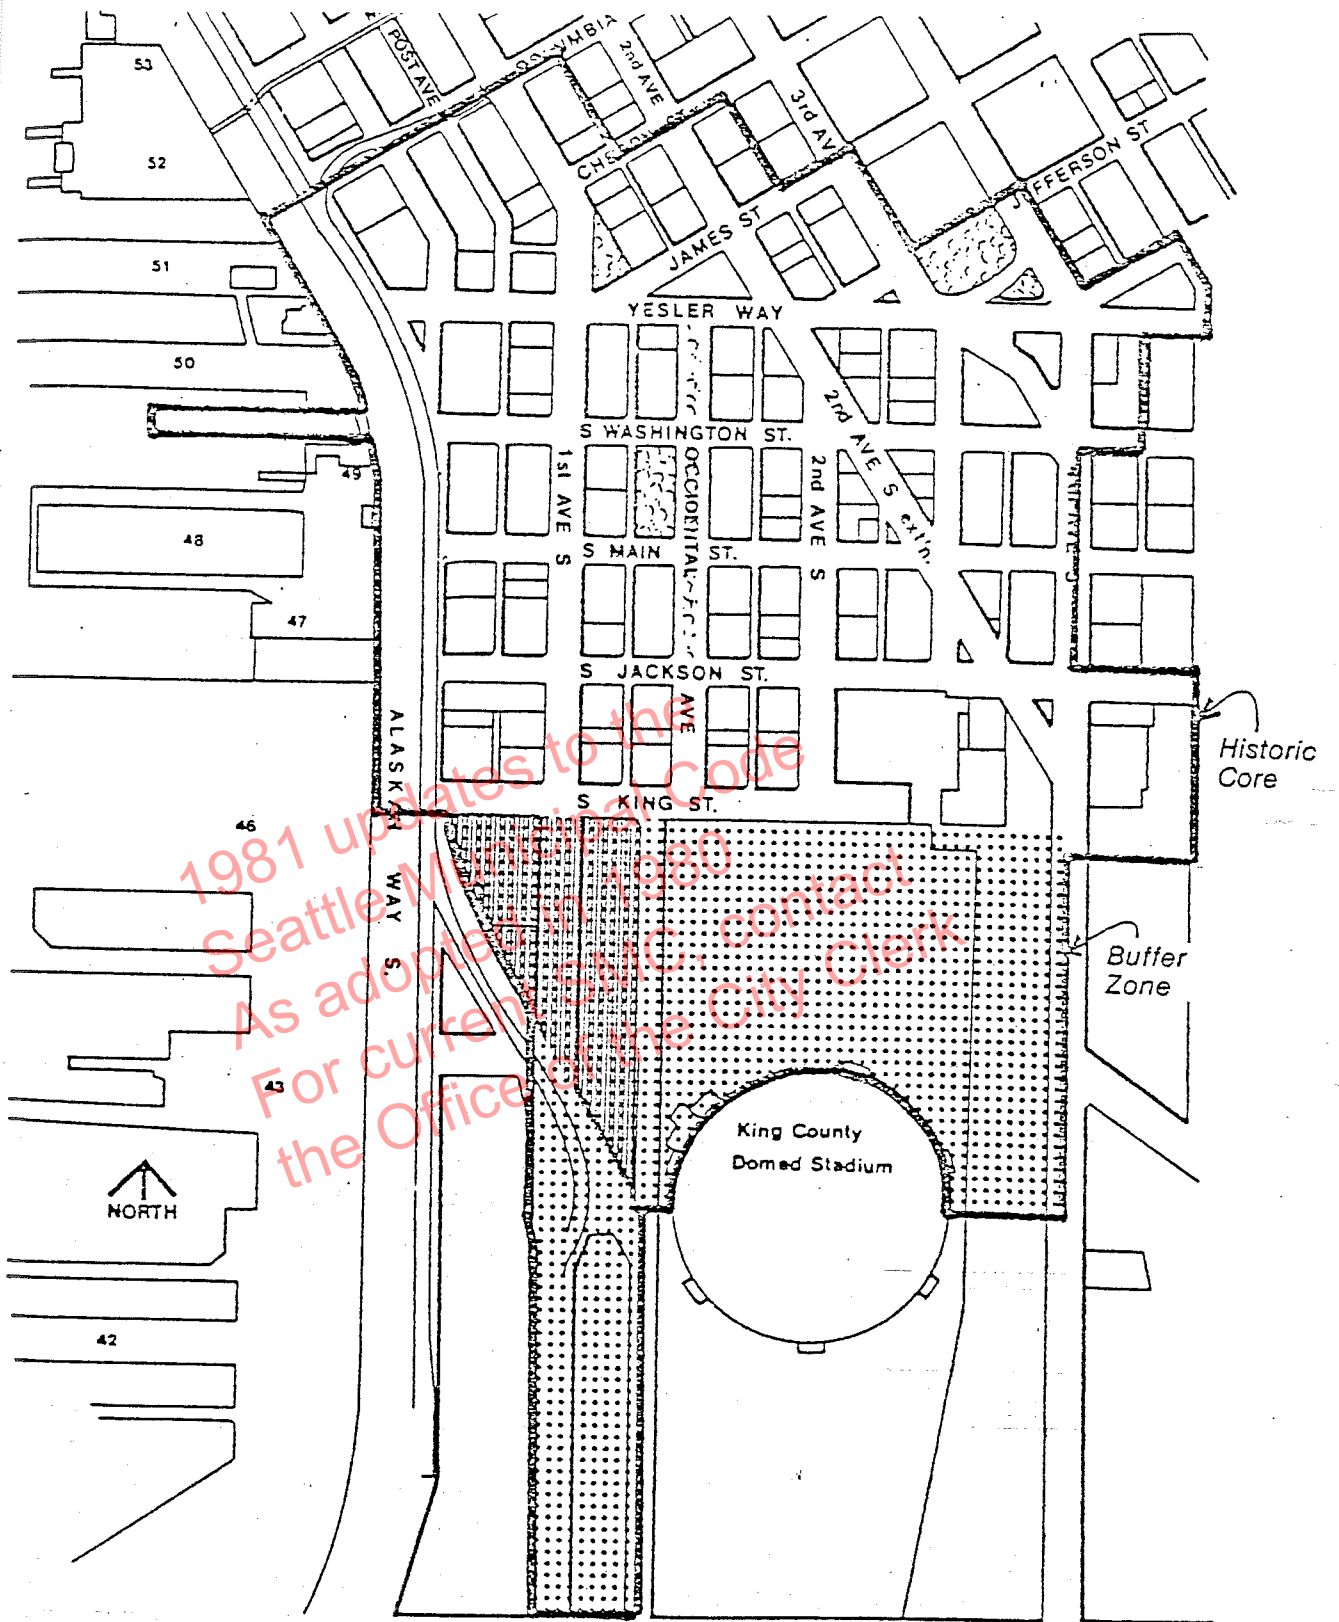 53
POST AVE
2nd AVE
3rd AV
52
JAMES ST
FFERSON ST
51
YESLER WAY
50
2nd AVE S ext'n.
S WASHINGTON ST.
1st AVE S
OCCIDENTAL
2nd AVE S
49
48
S MAIN ST.
47
S JACKSON ST.
AVE
ALASKAN WAY S.
S KING ST.
Historic
Core
46
1981 updates to the
Seattle Municipal Code
As adopted in 1980
For current SMC, contact
the Office of the City Clerk
Buffer
Zone
43
King County
Domed Stadium
NORTH
42